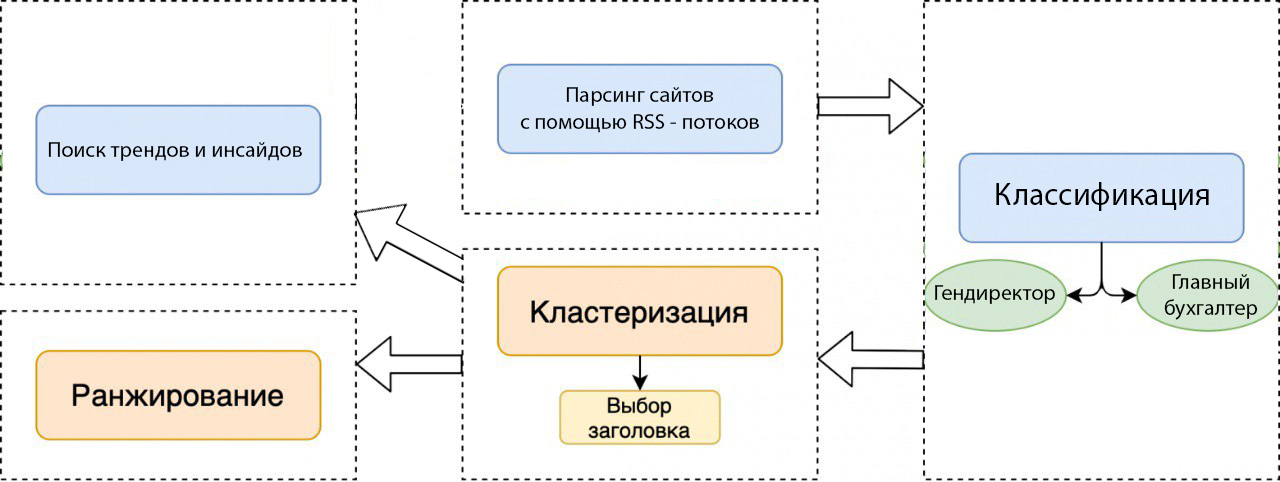 Поиск трендов и инсайдов
Парсинг сайтов
с помощью RSS - потоков
Классификация
Гендиректор
Главный
бухгалтер
Кластеризация
Выбор
заголовка
Ранжирование